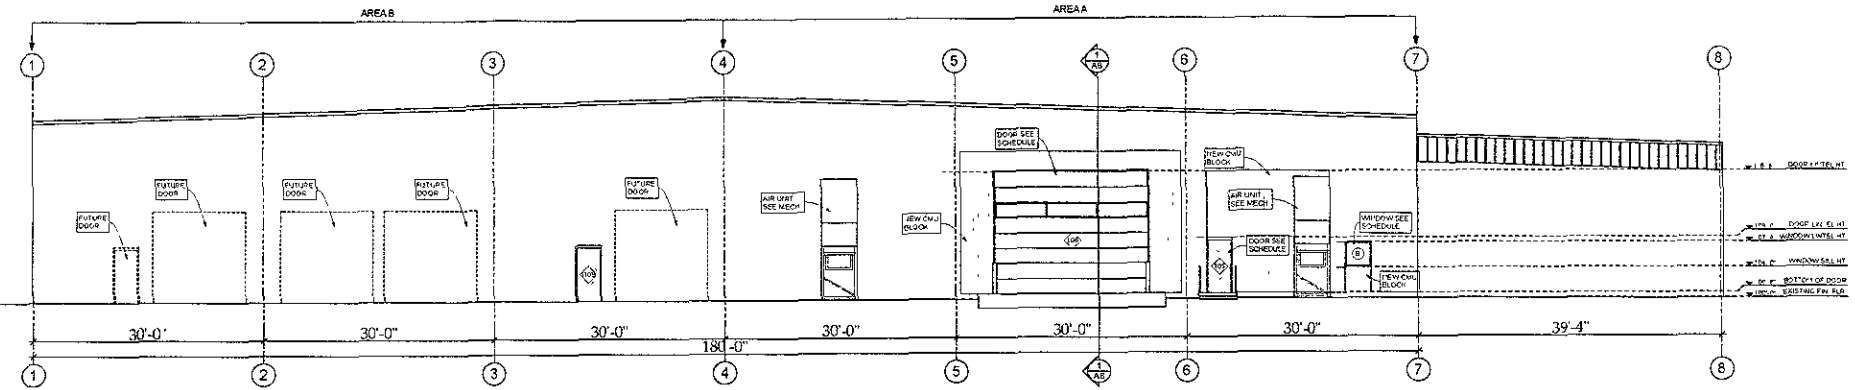 AREA B
AREA A
1
2
3
4
5
1
A6
6
7
8
DOOR SEE
SCHEDULE
NEW CMU
BLOCK
DOOR LINTEL HT
FUTURE
DOOR
FUTURE
DOOR
FUTURE
DOOR
FUTURE
DOOR
AIR UNIT
SEE MECH
AIR UNIT
SEE MECH
FUTURE
DOOR
NEW CMU
BLOCK
WINDOW SEE
SCHEDULE
DOOR LINTEL HT
WINDOW LINTEL HT
DOOR SEE
SCHEDULE
B
WINDOW SILL HT
NEW CMU
BLOCK
BOTTOM OF DOOR
EXISTING FIN FLR
30'-0"
30'-0"
30'-0"
30'-0"
30'-0"
30'-0"
39'-4"
180'-0"
1
2
3
4
5
1
A6
6
7
8